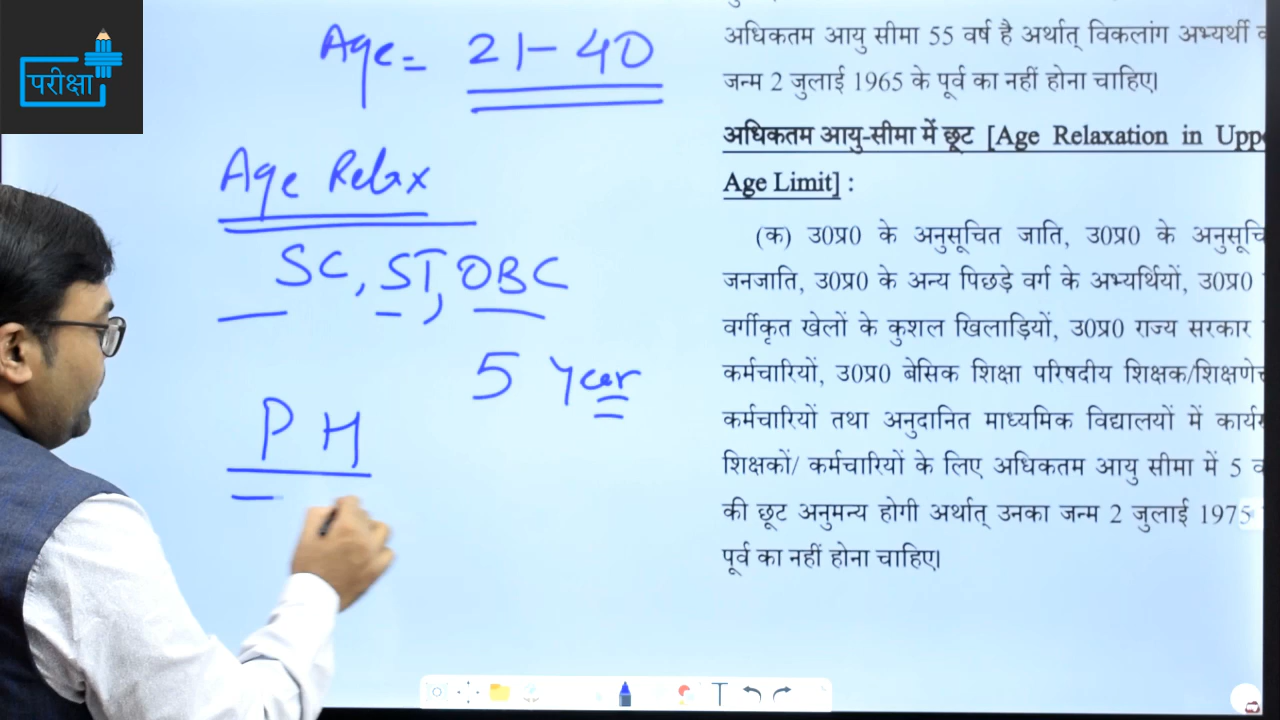 परीक्षा
Age = 21-40
Age Relax
SC, ST, OBC
5 Year
P H
अधिकतम आयु सीमा 55 वर्ष है अर्थात् विकलांग अभ्यर्थी
जन्म 2 जुलाई 1965 के पूर्व का नहीं होना चाहिए।
अधिकतम आयु-सीमा में छूट [Age Relaxation in
Age Limit] :
(क) उ0प्र0 के अनुसूचित जाति, उ0प्र0 के
जनजाति, उ0प्र0 के अन्य पिछड़े वर्ग के अभ्यर्थियों, उ0प्र0
वर्गीकृत खेलों के कुशल खिलाड़ियों, उ0प्र0 राज्य सरकार
कर्मचारियों, उ0प्र0 बेसिक शिक्षा परिषदीय
कर्मचारियों तथा अनुदानित माध्यमिक विद्यालयों में
शिक्षकों/ कर्मचारियों के लिए अधिकतम आयु सीमा में 5
की छूट अनुमन्य होगी अर्थात् उनका जन्म 2 जुलाई 1975
पूर्व का नहीं होना चाहिए।
T